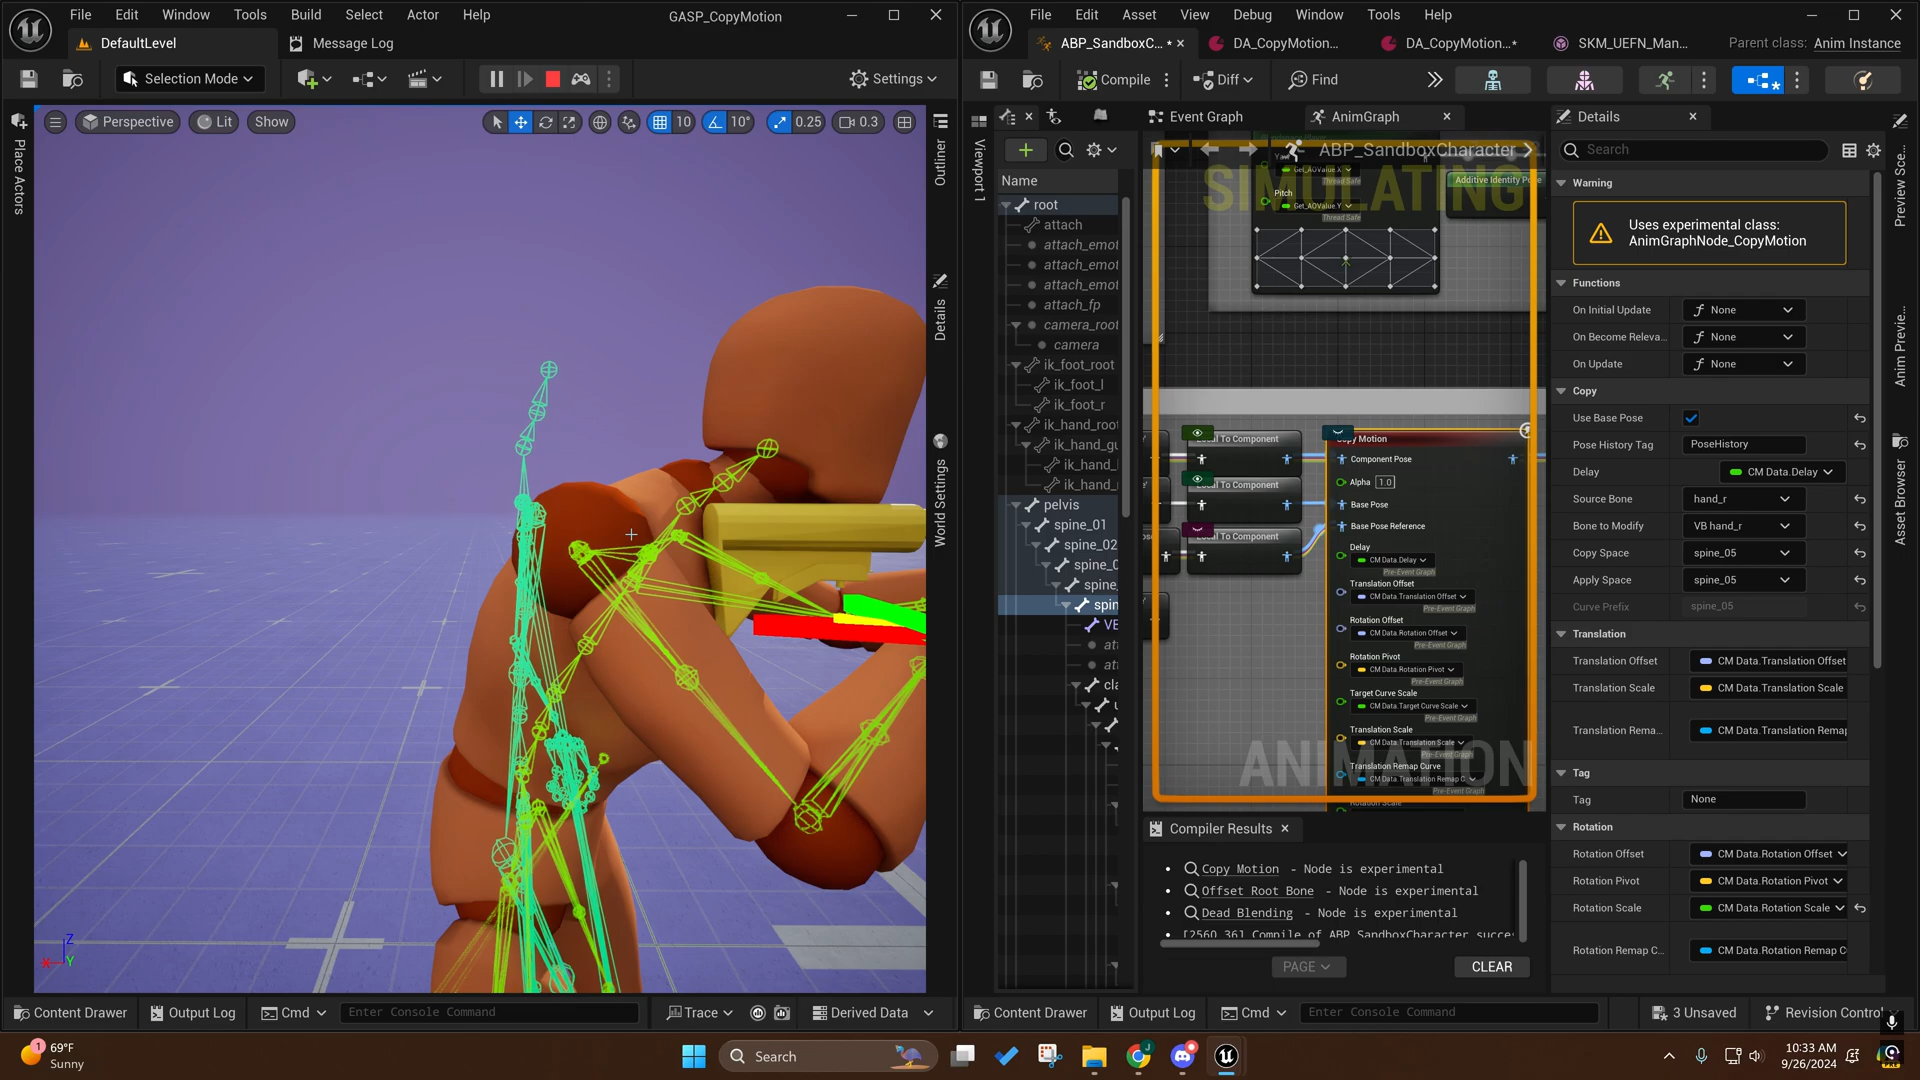 File Edit Window Tools Build Select Actor Help
GASP_CopyMotion
DefaultLevel
Message Log
Selection Mode
Settings
Perspective
Lit
Show
10
10°
0.25
0.3
Place Actors
Outliner
Details
World Settings
Z
Y
Content Drawer
Output Log
Cmd
Enter Console Command
Trace
Derived Data
File Edit Asset View Debug Window Tools Help
ABP_SandboxC... *
DA_CopyMotion...
DA_CopyMotion...*
SKM_UEFN_Man...
Parent class: Anim Instance
Compile
Diff
Find
Viewport 1
Name
root
attach
attach_emot
attach_emot
attach_emot
attach_fp
camera_root
camera
ik_foot_root
ik_foot_l
ik_foot_r
ik_hand_root
ik_hand_gu
ik_hand_
ik_hand_
pelvis
spine_01
spine_02
spine_0
spine_
spin
VE
at
at
cla
Event Graph
AnimGraph
ABP_SandboxCharacter
SIMULATING
Get_AOValue.X
Thread Safe
Pitch
Get_AOValue.Y
Thread Safe
Additive Identity Pose
Local To Component
Local To Component
Local To Component
Copy Motion
Component Pose
Alpha 1.0
Base Pose
Base Pose Reference
Delay
CM Data.Delay
Pre-Event Graph
Translation Offset
CM Data.Translation Offset
Pre-Event Graph
Rotation Offset
CM Data.Rotation Offset
Pre-Event Graph
Rotation Pivot
CM Data.Rotation Pivot
Pre-Event Graph
Target Curve Scale
CM Data.Target Curve Scale
Pre-Event Graph
Translation Scale
CM Data.Translation Scale
Pre-Event Graph
Translation Remap Curve
CM Data.Translation Remap C
Pre-Event Graph
Rotation Scale
ANIMATION
Compiler Results
Copy Motion - Node is experimental
Offset Root Bone - Node is experimental
Dead Blending - Node is experimental
[2560.36] Compile of ABP_SandboxCharacter succes
PAGE
CLEAR
Details
Search
Warning
Uses experimental class:
AnimGraphNode_CopyMotion
Functions
On Initial Update
None
On Become Releva...
None
On Update
None
Copy
Use Base Pose
Pose History Tag
PoseHistory
Delay
CM Data.Delay
Source Bone
hand_r
Bone to Modify
VB hand_r
Copy Space
spine_05
Apply Space
spine_05
Curve Prefix
spine_05
Translation
Translation Offset
CM Data.Translation Offset
Translation Scale
CM Data.Translation Scale
Translation Rema...
CM Data.Translation Remap
Tag
Tag
None
Rotation
Rotation Offset
CM Data.Rotation Offset
Rotation Pivot
CM Data.Rotation Pivot
Rotation Scale
CM Data.Rotation Scale
Rotation Remap C...
CM Data.Rotation Remap C
Preview Sce...
Anim Previe...
Asset Browser
Content Drawer
Output Log
Cmd
Enter Console Command
3 Unsaved
Revision Control
1
69°F
Sunny
Search
J
10:33 AM
9/26/2024
PRE